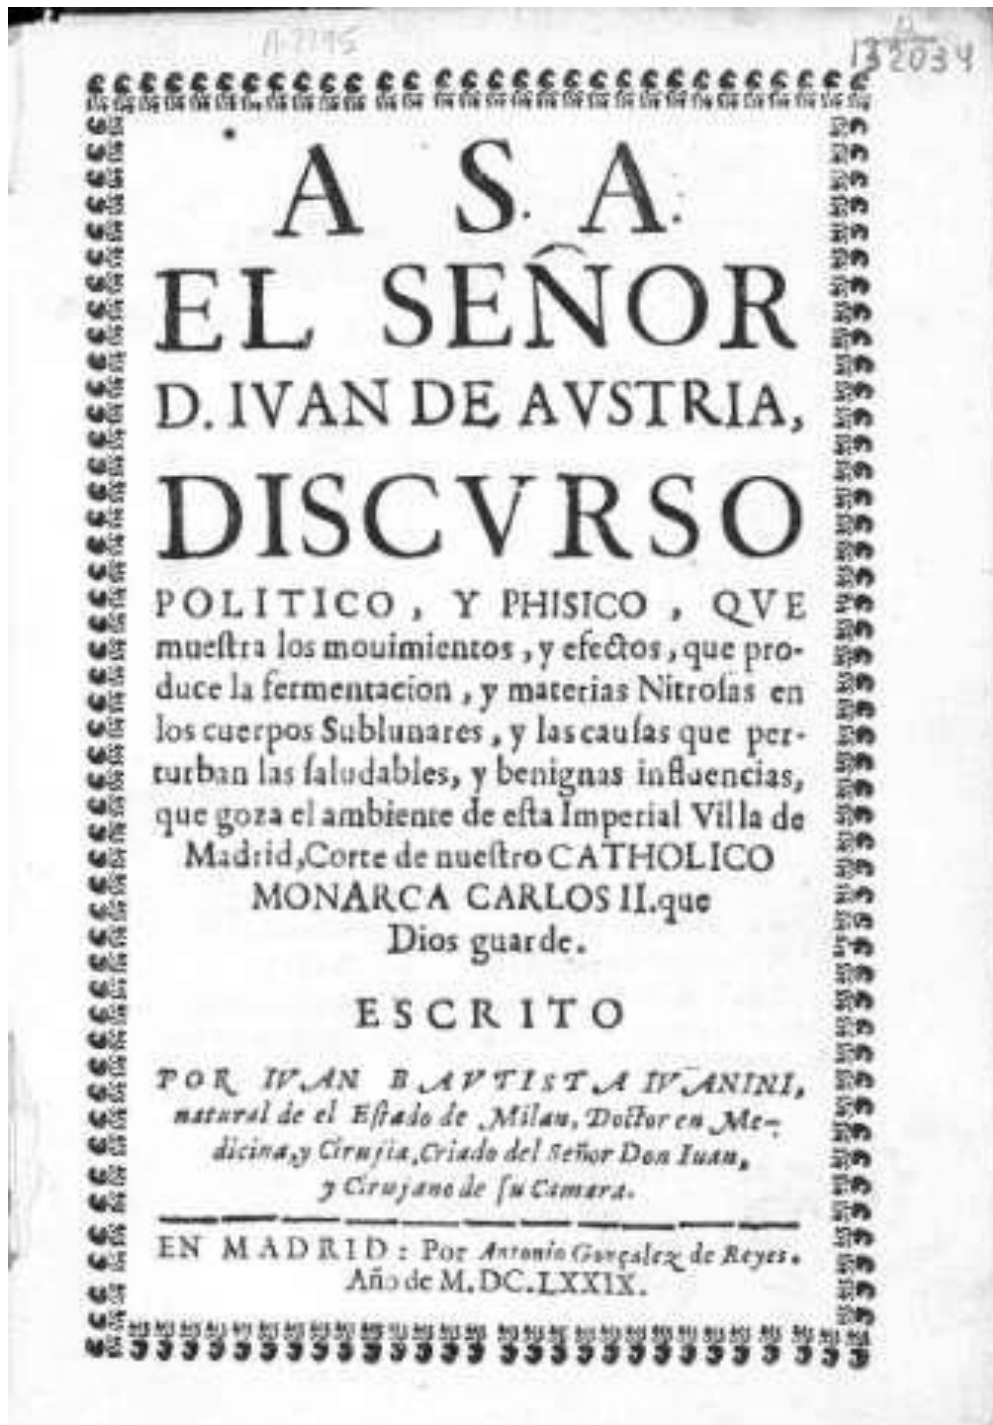 132034
A S. A.
EL SEÑOR
D. IVAN DE AVSTRIA,
DISCVRSO
POLITICO, Y PHISICO, QVE
mueſtra los mouimientos, y efectos, que pro-
duce la fermentacion, y materias Nitroſas en
los cuerpos Sublunares, y las cauſas que per-
turban las ſaludables, y benignas influencias,
que goza el ambiente de eſta Imperial Villa de
Madrid, Corte de nueſtro CATHOLICO
MONARCA CARLOS II. que
Dios guarde.
ESCRITO
POR IVAN BAVTISTA IVANINI,
natural de el Eſtado de Milan, Doctor en Me-
dicina, y Cirujia, Criado del Señor Don Iuan,
y Cirujano de ſu Camara.
EN MADRID: Por Antonio Gonçalez de Reyes.
Año de M.DC.LXXIX.